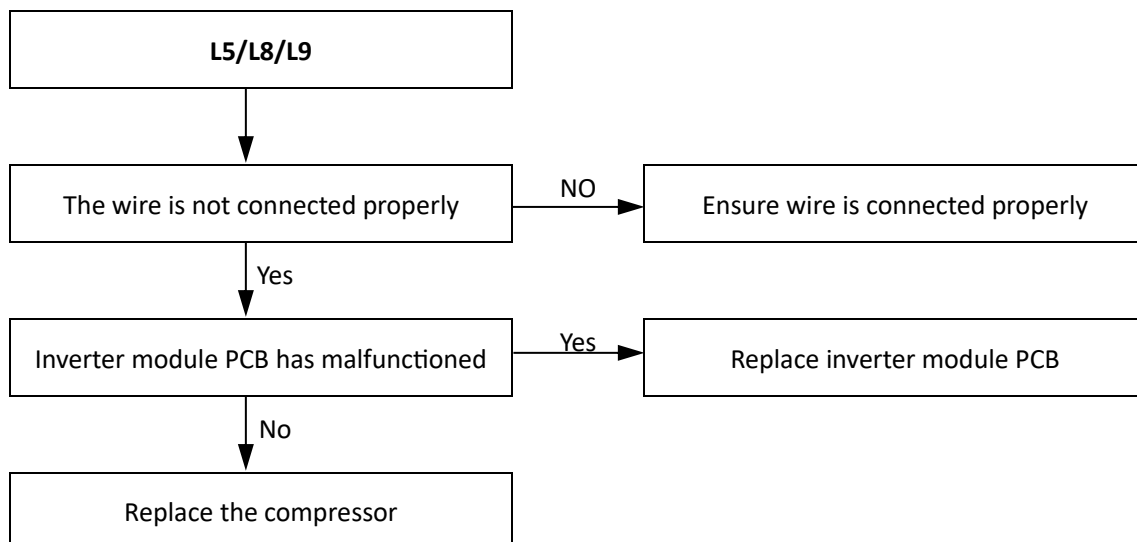 L5/L8/L9
The wire is not connected properly
NO
Ensure wire is connected properly
Yes
Inverter module PCB has malfunctioned
Yes
Replace inverter module PCB
No
Replace the compressor